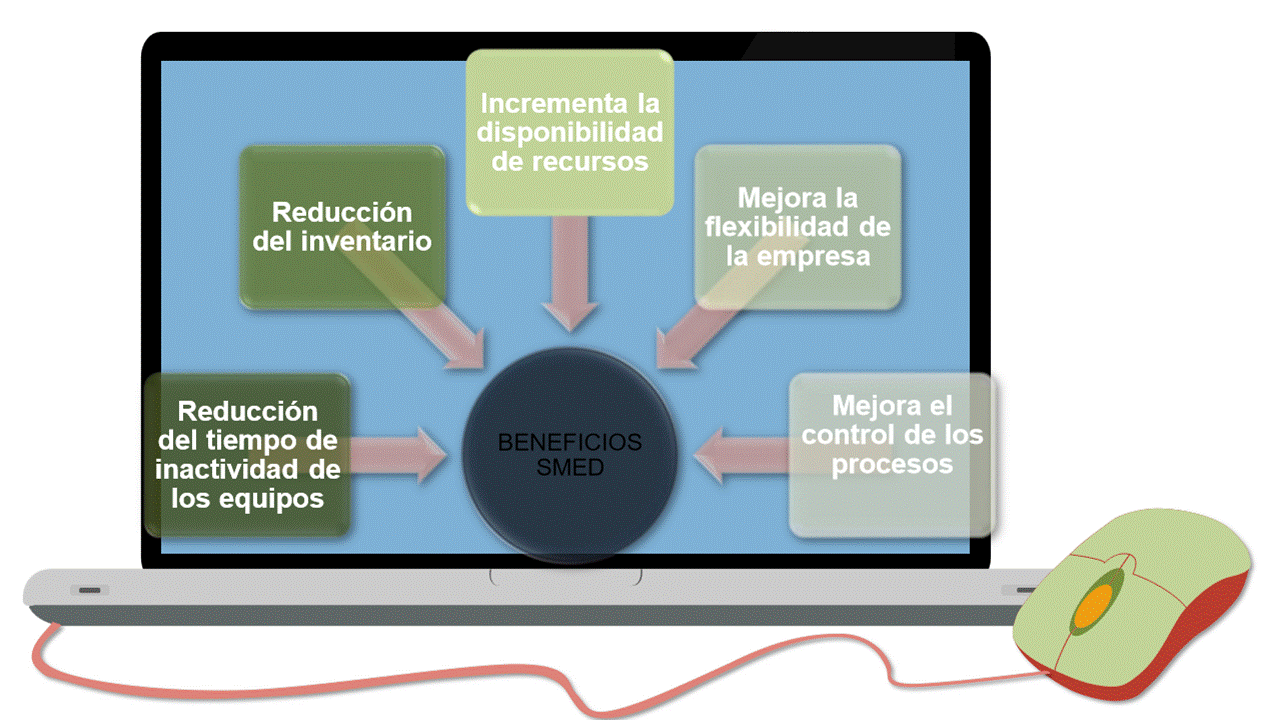 Incrementa la
disponibilidad
de recursos
Reducción
del inventario
Mejora la
flexibilidad de
la empresa
Reducción
del tiempo de
inactividad de
los equipos
BENEFICIOS
SMED
Mejora el
control de los
procesos